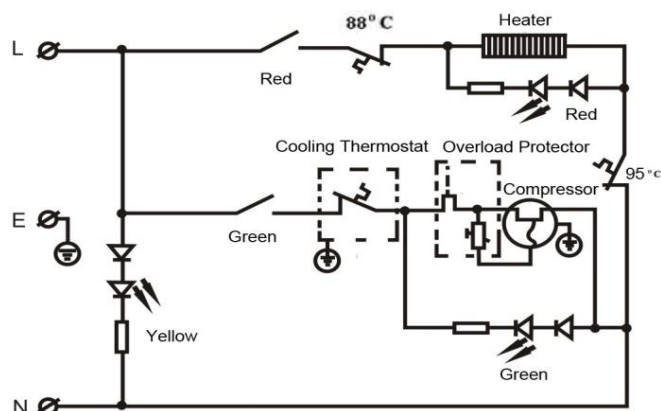 88°C
Heater
L
Red
Red
Cooling Thermostat
Overload Protector
95°C
Compressor
E
Green
Yellow
Green
N